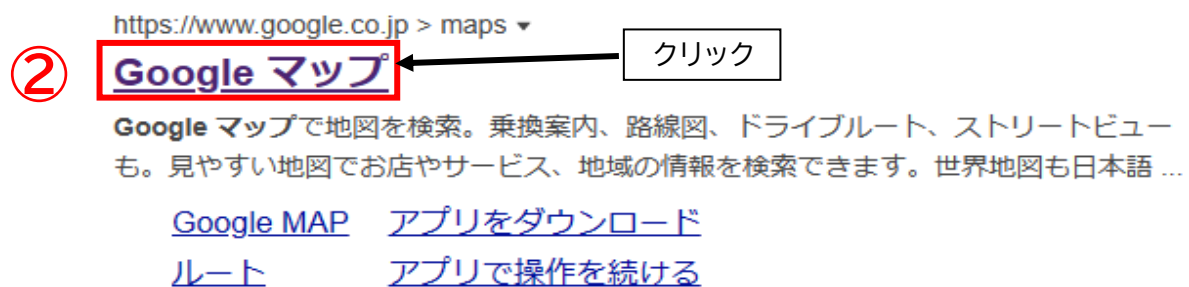 https://www.google.co.jp > maps ▾
② Google マップ クリック
Google マップで地図を検索。乗換案内、路線図、ドライブルート、ストリートビュー
も。見やすい地図でお店やサービス、地域の情報を検索できます。世界地図も日本語 ...
Google MAP アプリをダウンロード
ルート アプリで操作を続ける